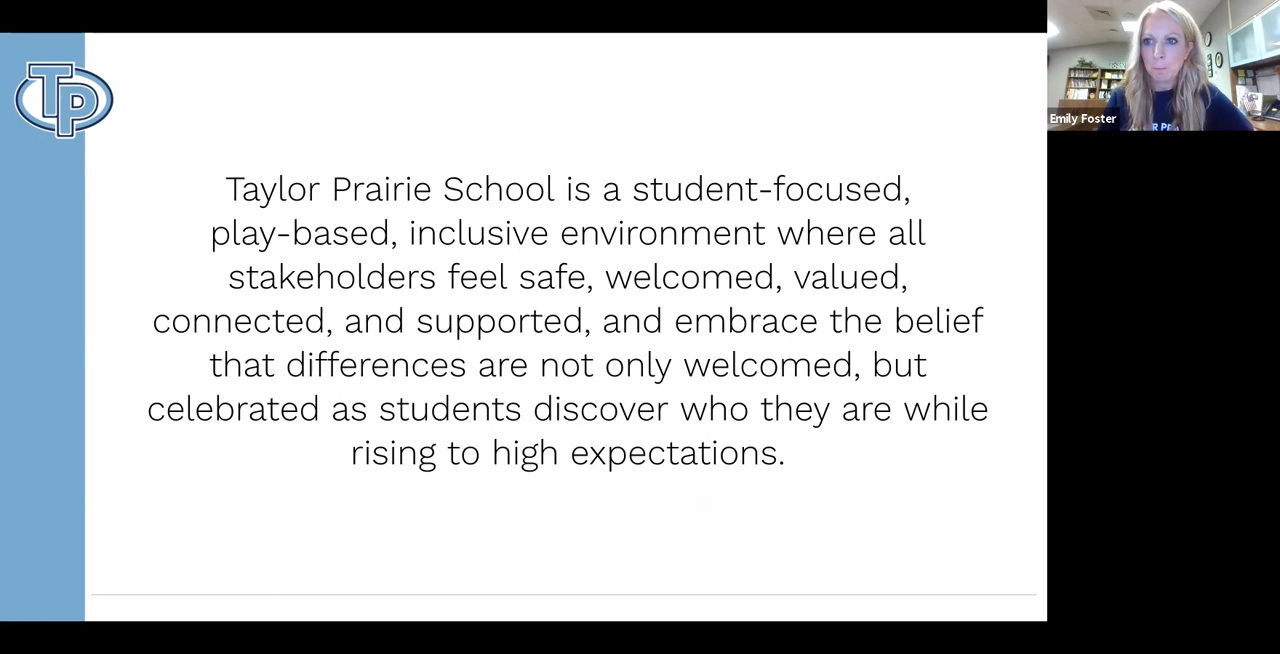 TP
Emily Foster
Taylor Prairie School is a student-focused,
play-based, inclusive environment where all
stakeholders feel safe, welcomed, valued,
connected, and supported, and embrace the belief
that differences are not only welcomed, but
celebrated as students discover who they are while
rising to high expectations.